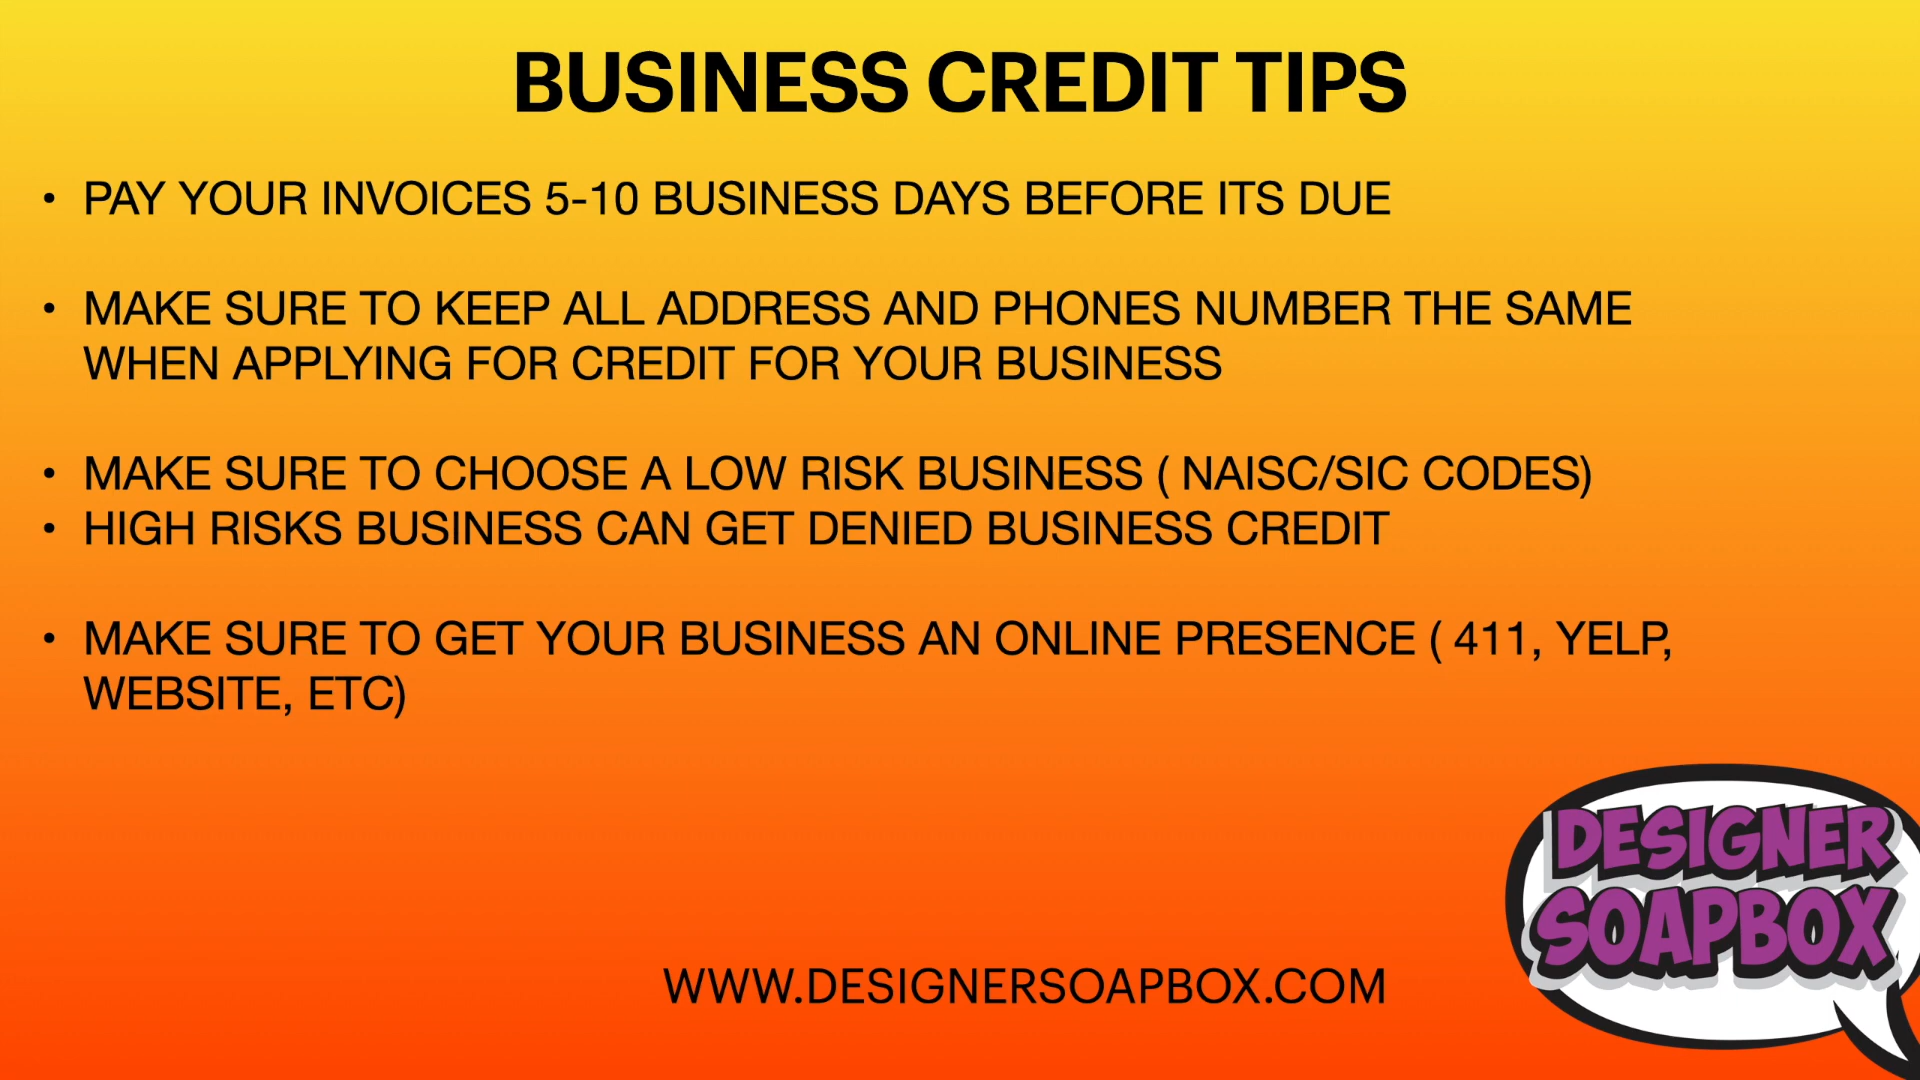 BUSINESS CREDIT TIPS
• PAY YOUR INVOICES 5-10 BUSINESS DAYS BEFORE ITS DUE
• MAKE SURE TO KEEP ALL ADDRESS AND PHONES NUMBER THE SAME
WHEN APPLYING FOR CREDIT FOR YOUR BUSINESS
• MAKE SURE TO CHOOSE A LOW RISK BUSINESS ( NAISC/SIC CODES)
• HIGH RISKS BUSINESS CAN GET DENIED BUSINESS CREDIT
• MAKE SURE TO GET YOUR BUSINESS AN ONLINE PRESENCE ( 411, YELP,
WEBSITE, ETC)
DESIGNER
SOAPBOX
WWW.DESIGNERSOAPBOX.COM